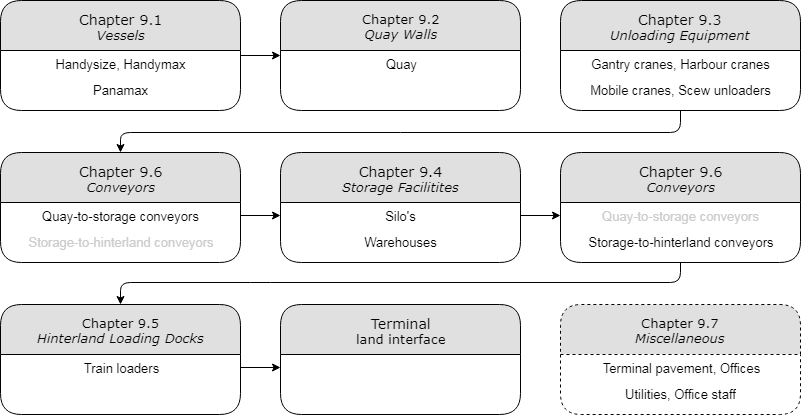 Chapter 9.1
Vessels
Handysize, Handymax
Panamax
Chapter 9.2
Quay Walls
Quay
Chapter 9.3
Unloading Equipment
Gantry cranes, Harbour cranes
Mobile cranes, Scew unloaders
Chapter 9.6
Conveyors
Quay-to-storage conveyors
Storage-to-hinterland conveyors
Chapter 9.4
Storage Facilitites
Silo's
Warehouses
Chapter 9.6
Conveyors
Quay-to-storage conveyors
Storage-to-hinterland conveyors
Chapter 9.5
Hinterland Loading Docks
Train loaders
Terminal
land interface
Chapter 9.7
Miscellaneous
Terminal pavement, Offices
Utilities, Office staff